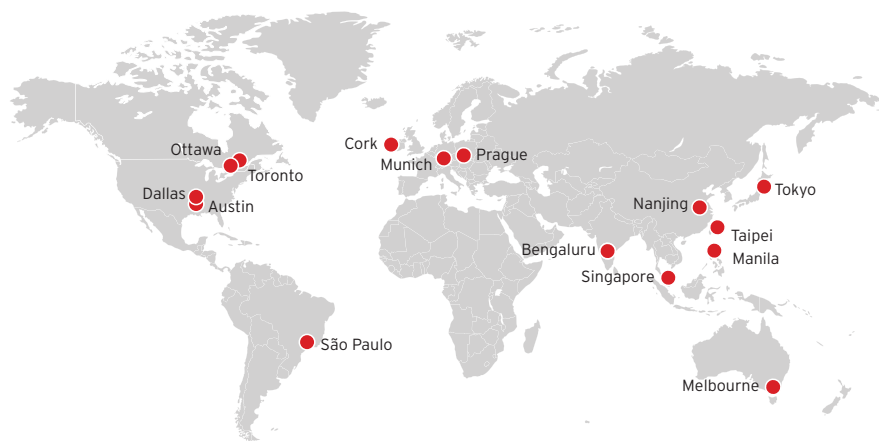 Ottawa
Toronto
Dallas
Austin
São Paulo
Cork
Munich
Prague
Nanjing
Tokyo
Taipei
Manila
Bengaluru
Singapore
Melbourne